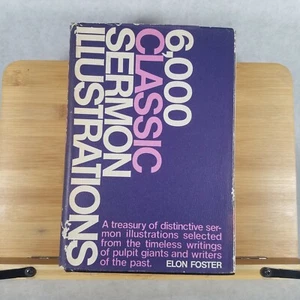 6,000
CLASSIC
SERMON
ILLUSTRATIONS
A treasury of distinctive ser-
mon illustrations selected
from the timeless writings
of pulpit giants and writers
of the past. ELON FOSTER